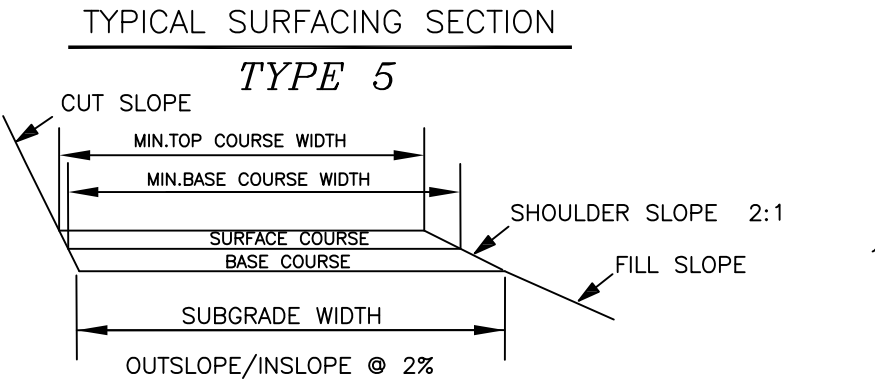 TYPICAL SURFACING SECTION
TYPE 5
CUT SLOPE
MIN.TOP COURSE WIDTH
MIN.BASE COURSE WIDTH
SHOULDER SLOPE 2:1
SURFACE COURSE
BASE COURSE
FILL SLOPE
SUBGRADE WIDTH
OUTSLOPE/INSLOPE @ 2%